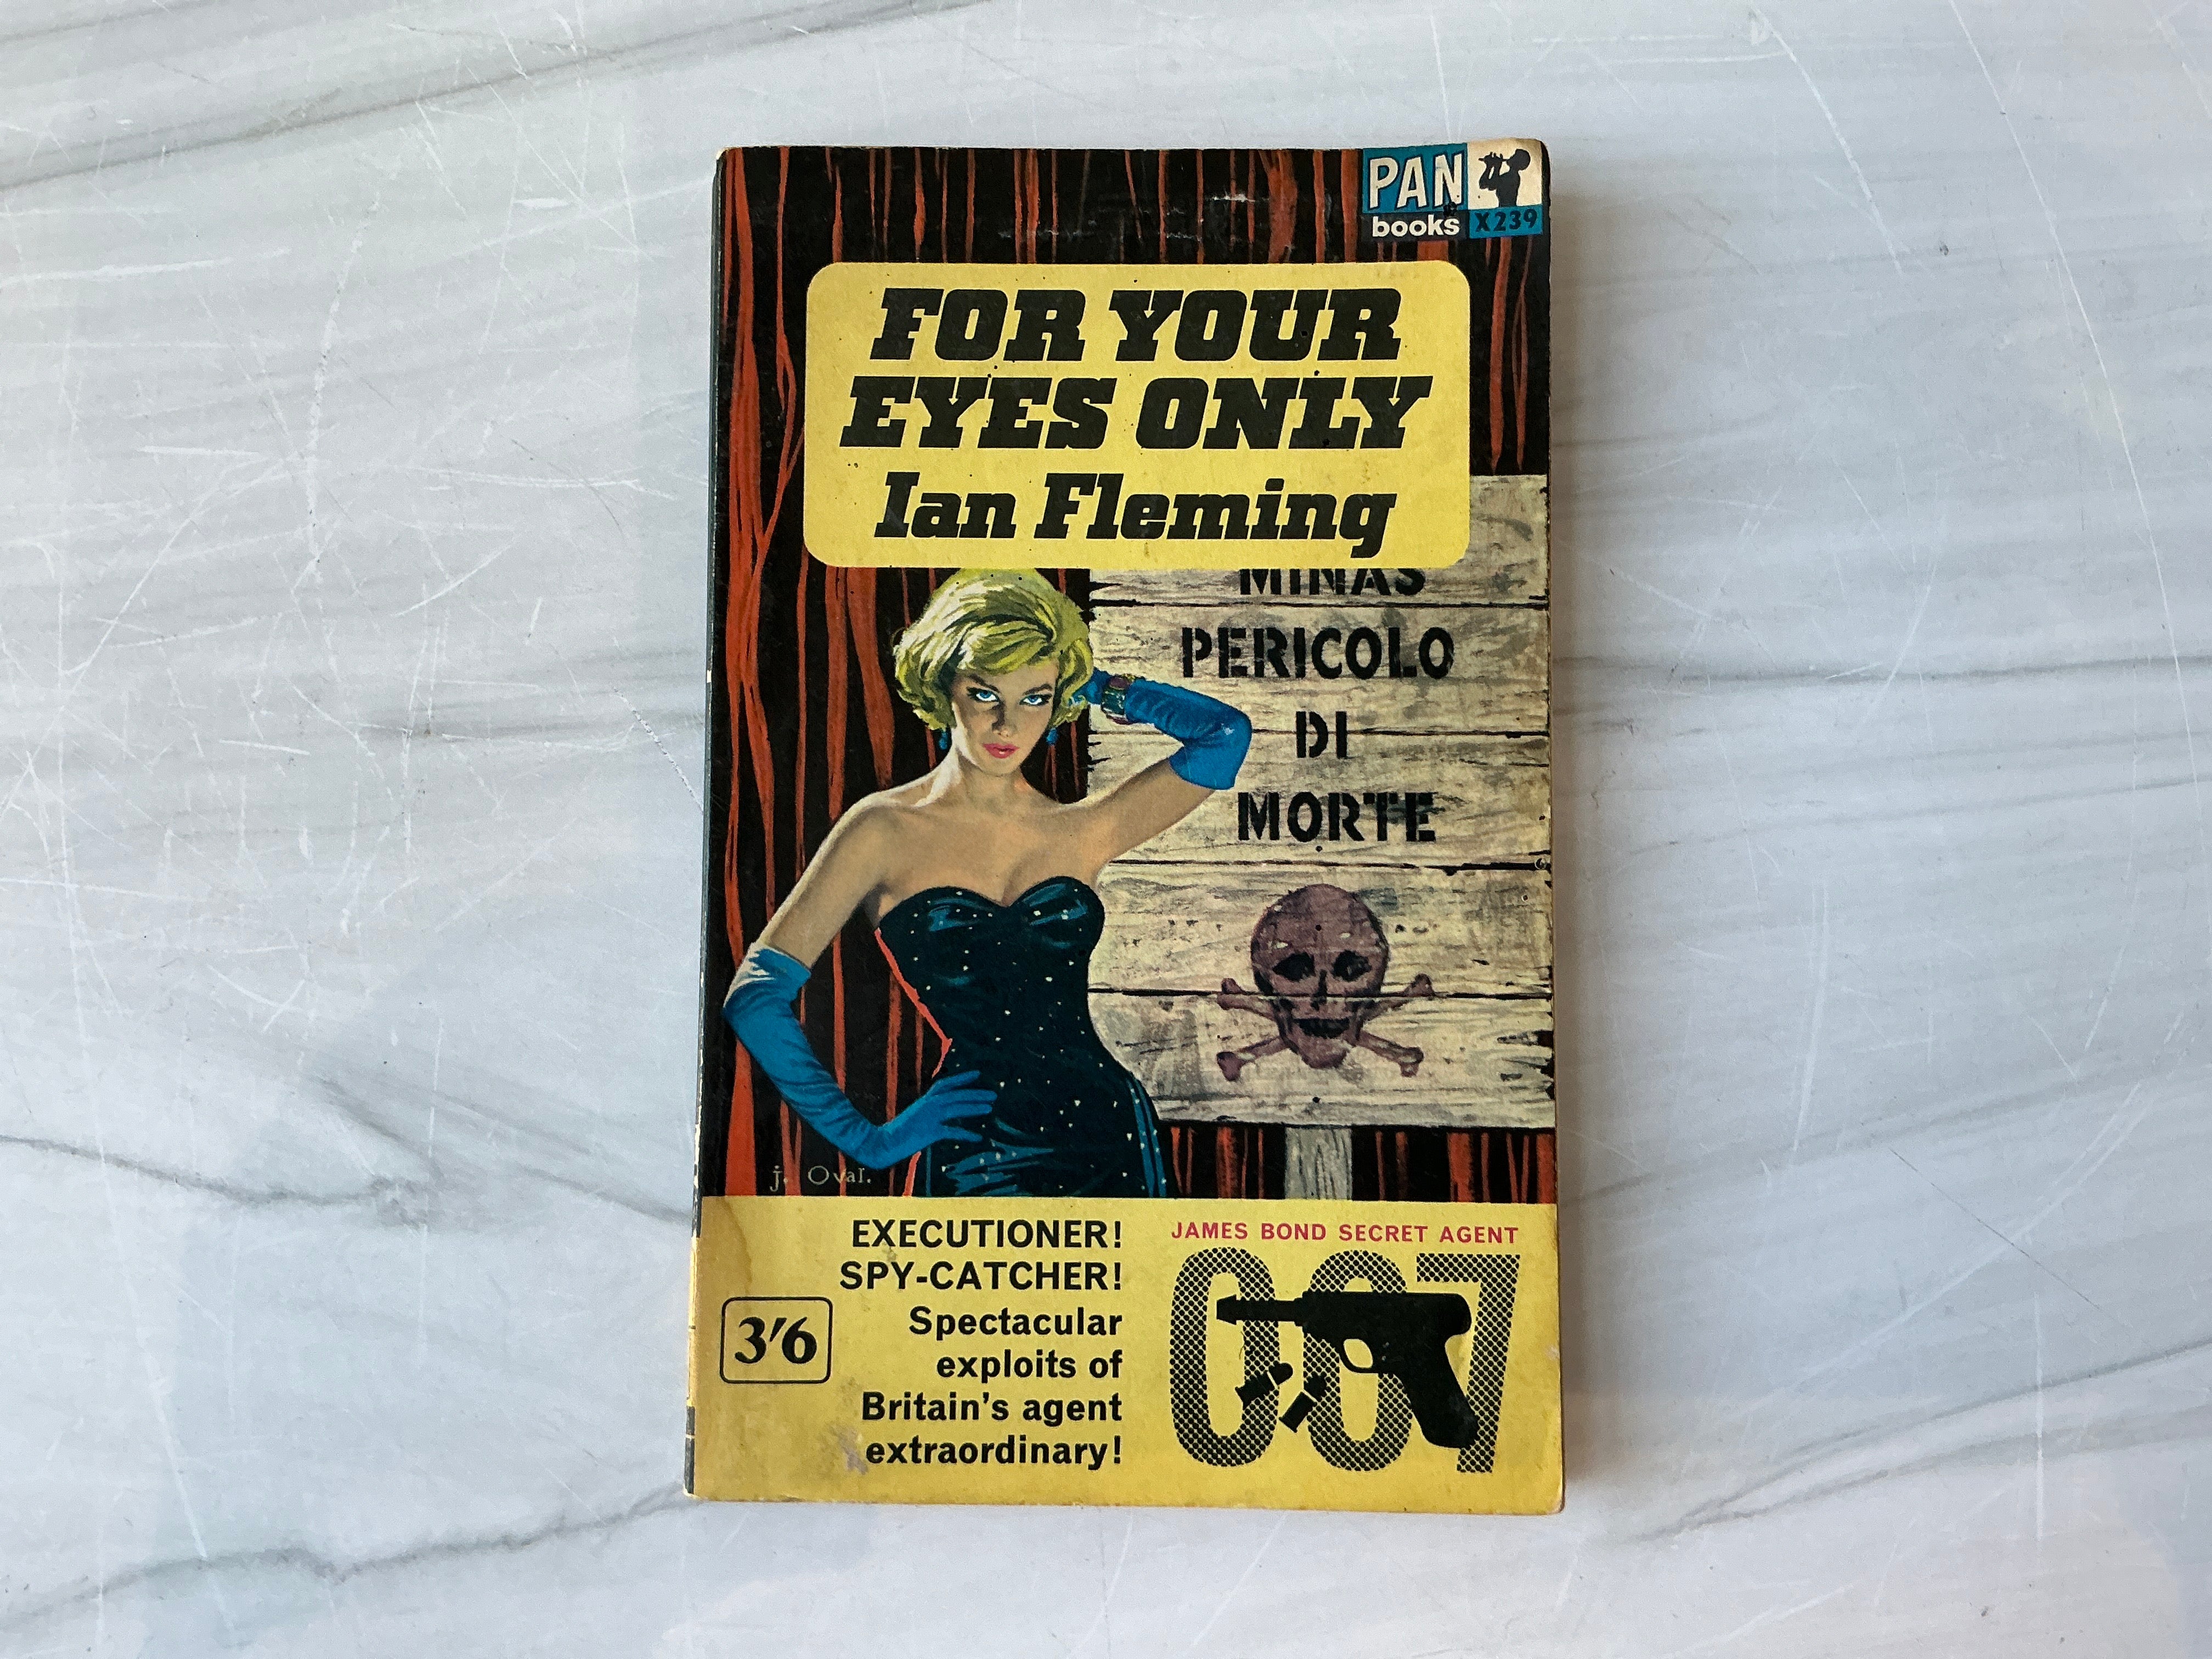 PAN
books
X239
FOR YOUR
EYES ONLY
Ian Fleming
MINAS
PERICOLO
DI
MORTE
j. Oval.
EXECUTIONER!
SPY-CATCHER!
Spectacular
exploits of
Britain's agent
extraordinary!
3'6
JAMES BOND SECRET AGENT
007